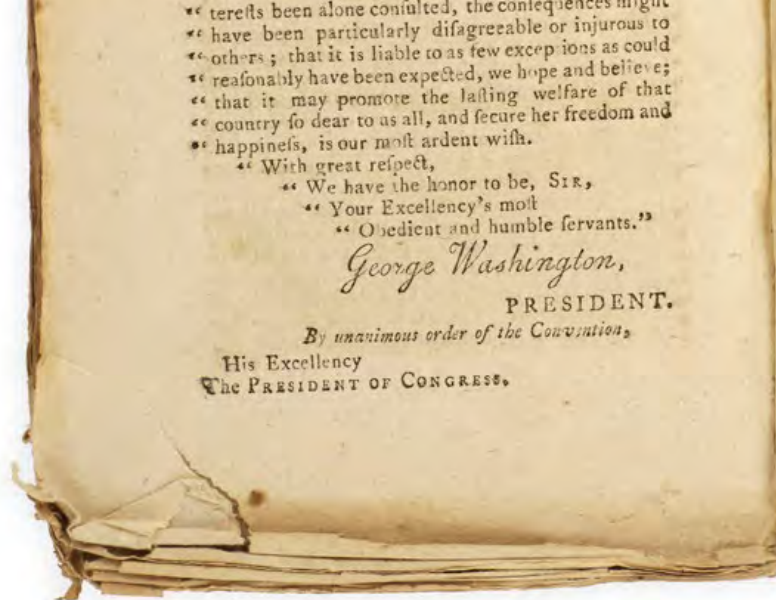 “ tereſts been alone conſulted, the conſequences might
“ have been particularly diſagreeable or injurous to
“ others ; that it is liable to as few excep ions as could
“ reaſonably have been expected, we hope and believe;
“ that it may promote the laſting welfare of that
“ country ſo dear to us all, and ſecure her freedom and
“ happineſs, is our moſt ardent wiſh.
“ With great reſpect,
“ We have the honor to be, SIR,
“ Your Excellency's moſt
“ Obedient and humble ſervants.”
George Washington,
PRESIDENT.
By unanimous order of the Convention,
His Excellency
The PRESIDENT OF CONGRESS.